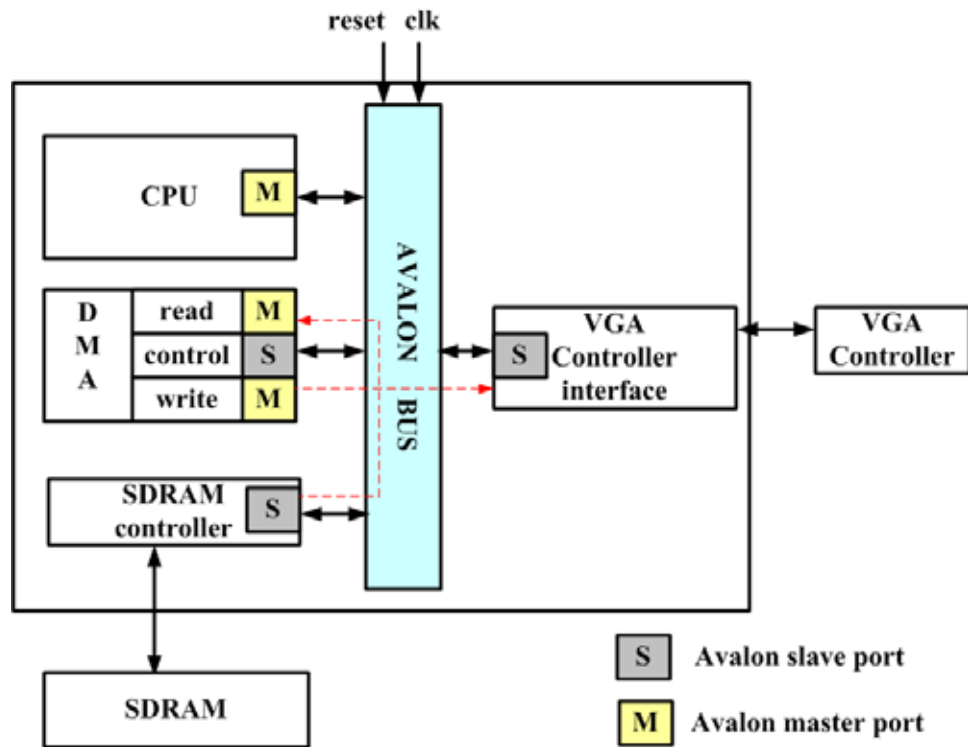 reset clk
CPU M
D M A
read M
control S
write M
AVALON BUS
SDRAM
controller
S
S
VGA
Controller
interface
VGA
Controller
SDRAM
S Avalon slave port
M Avalon master port